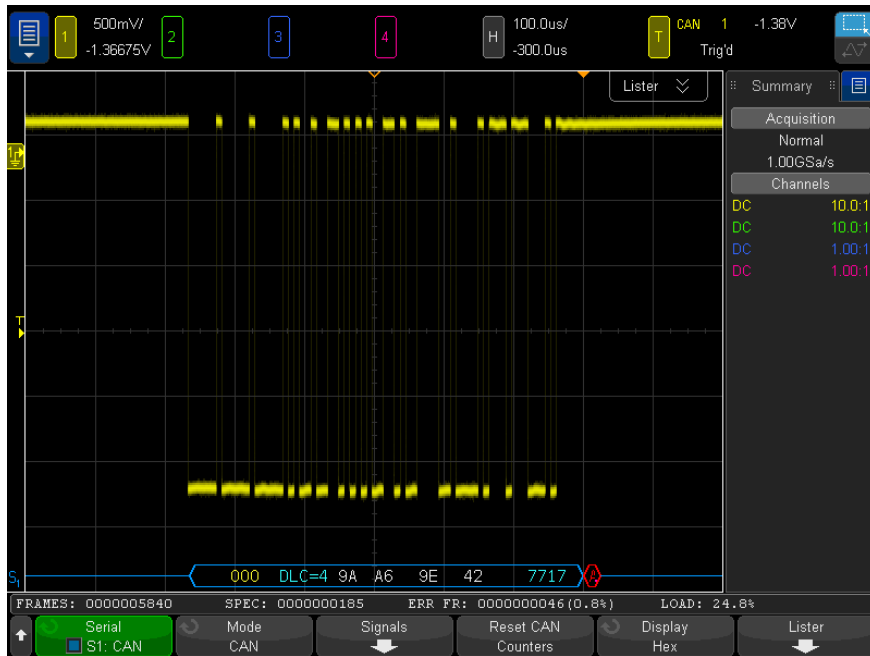 1 500mV/ 2 3 4 H 100.0us/ T CAN 1 -1.38V
-1.36675V -300.0us Trig'd
Lister
Summary
Acquisition
Normal
1.00GSa/s
Channels
DC 10.0:1
DC 10.0:1
DC 1.00:1
DC 1.00:1
1
T
S1 000 DLC=4 9A A6 9E 42 7717 A
FRAMES: 0000005840 SPEC: 0000000185 ERR FR: 0000000046(0.8%) LOAD: 24.8%
Serial Mode Signals Reset CAN Display Lister
S1: CAN CAN Counters Hex